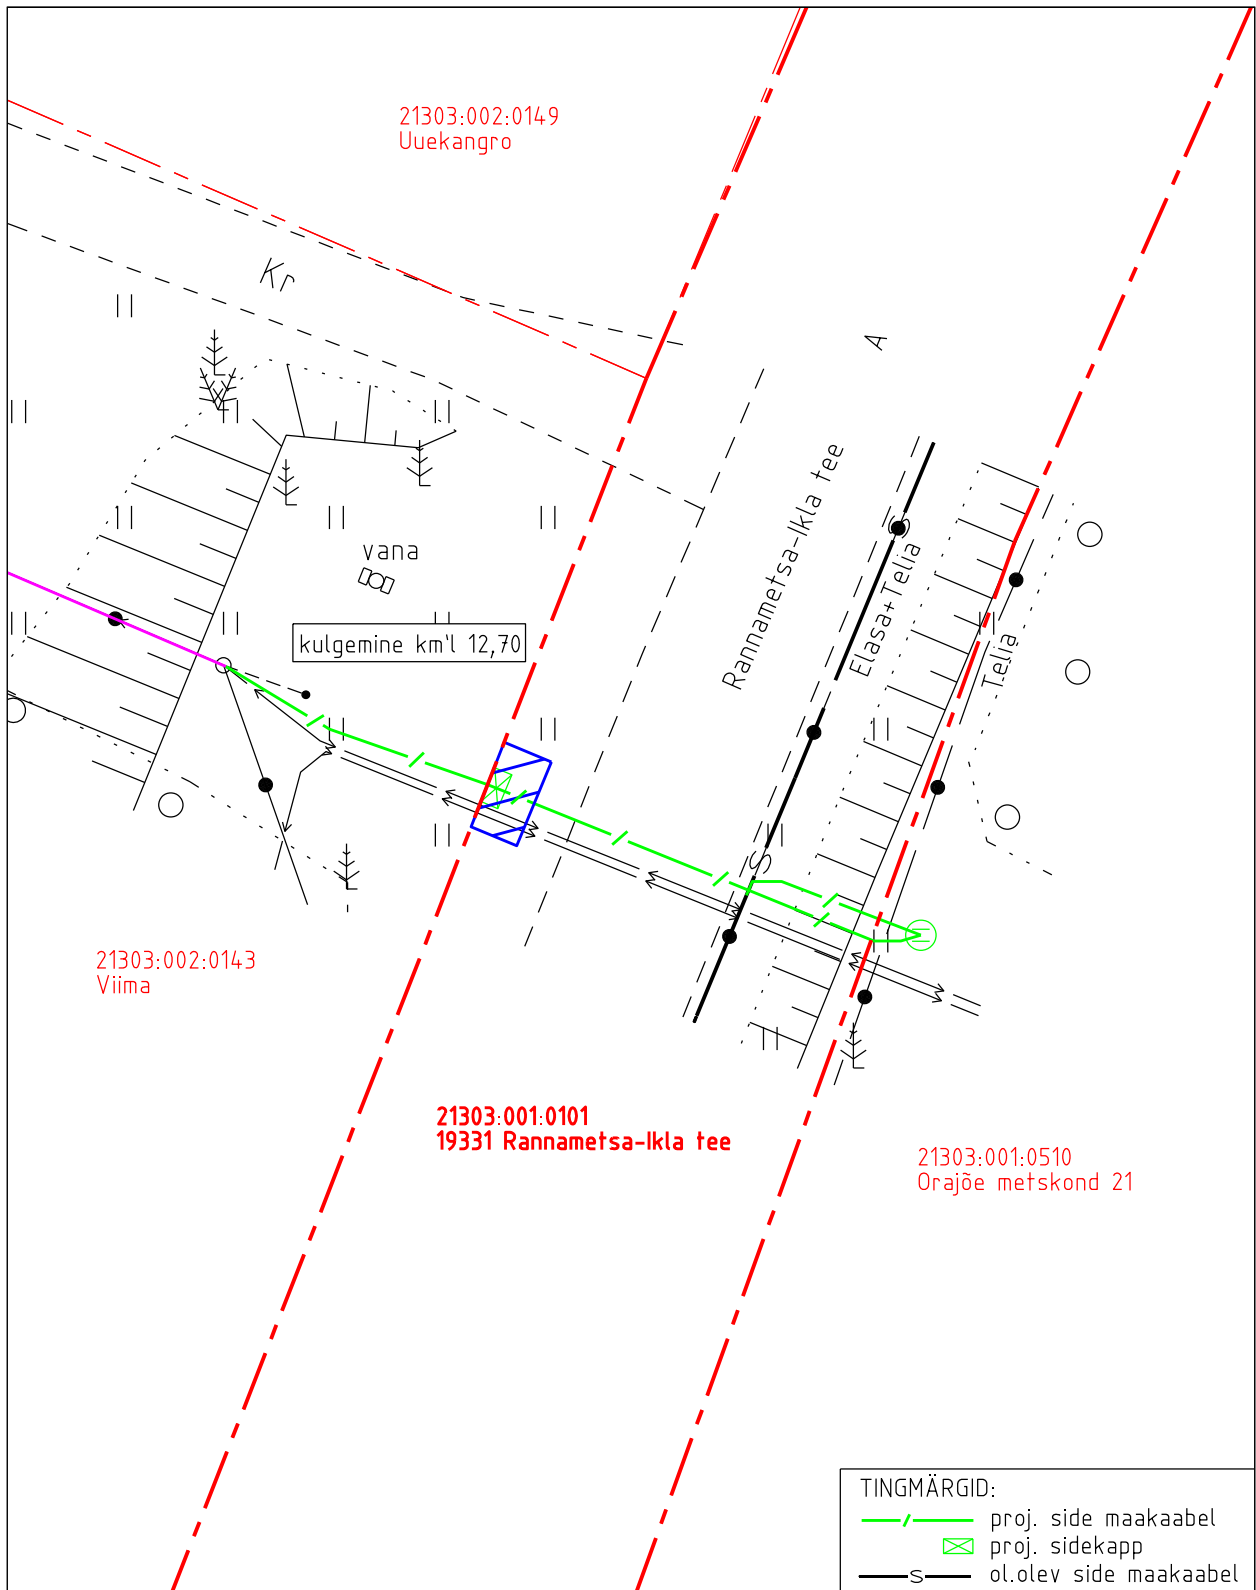 21303:002:0149
Uuekangro
Kr
A
vana
kulgemine km'l 12,70
Rannametsa-Ikla tee
S
Elasa+Telia
Telia
S
21303:002:0143
Viima
21303:001:0101
19331 Rannametsa-Ikla tee
21303:001:0510
Orajõe metskond 21
TINGMÄRGID:
proj. side maakaabel
proj. sidekapp
S ol.olev side maakaabel